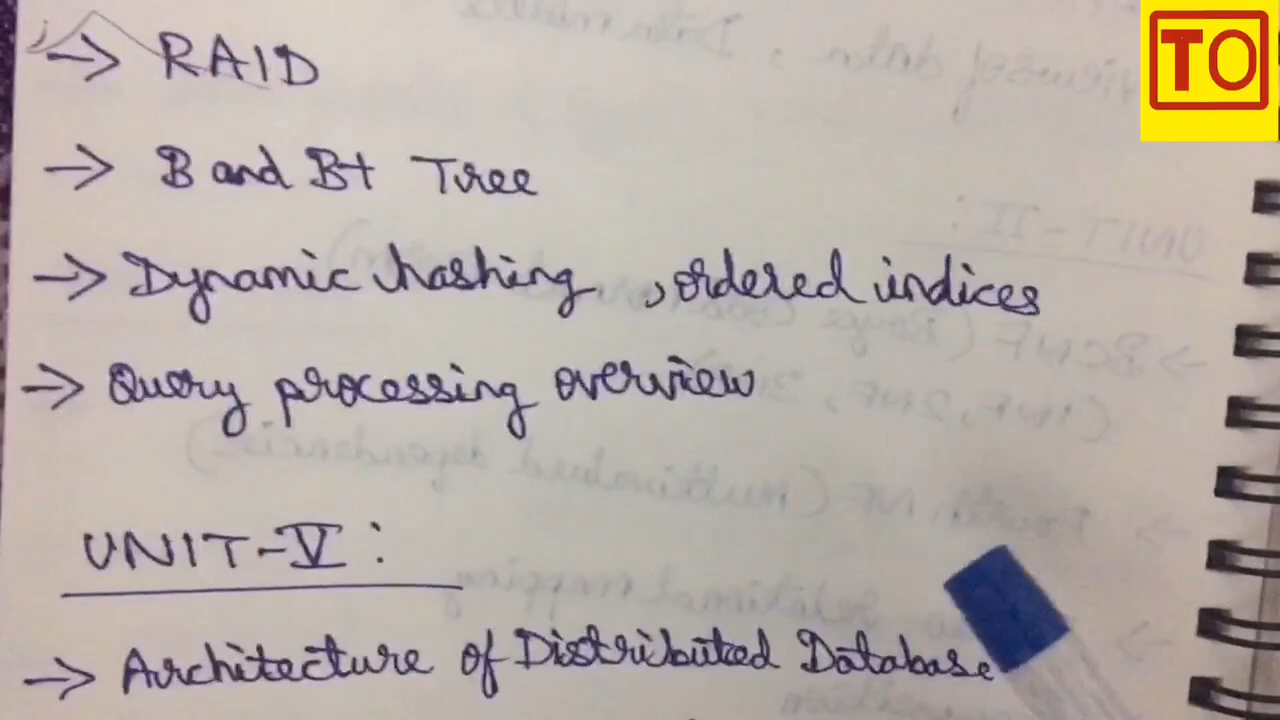 TO
→ RAID
→ B and B+ Tree
→ Dynamic hashing, ordered indices
→ Query processing overview
UNIT-V:
→ Architecture of Distributed Database